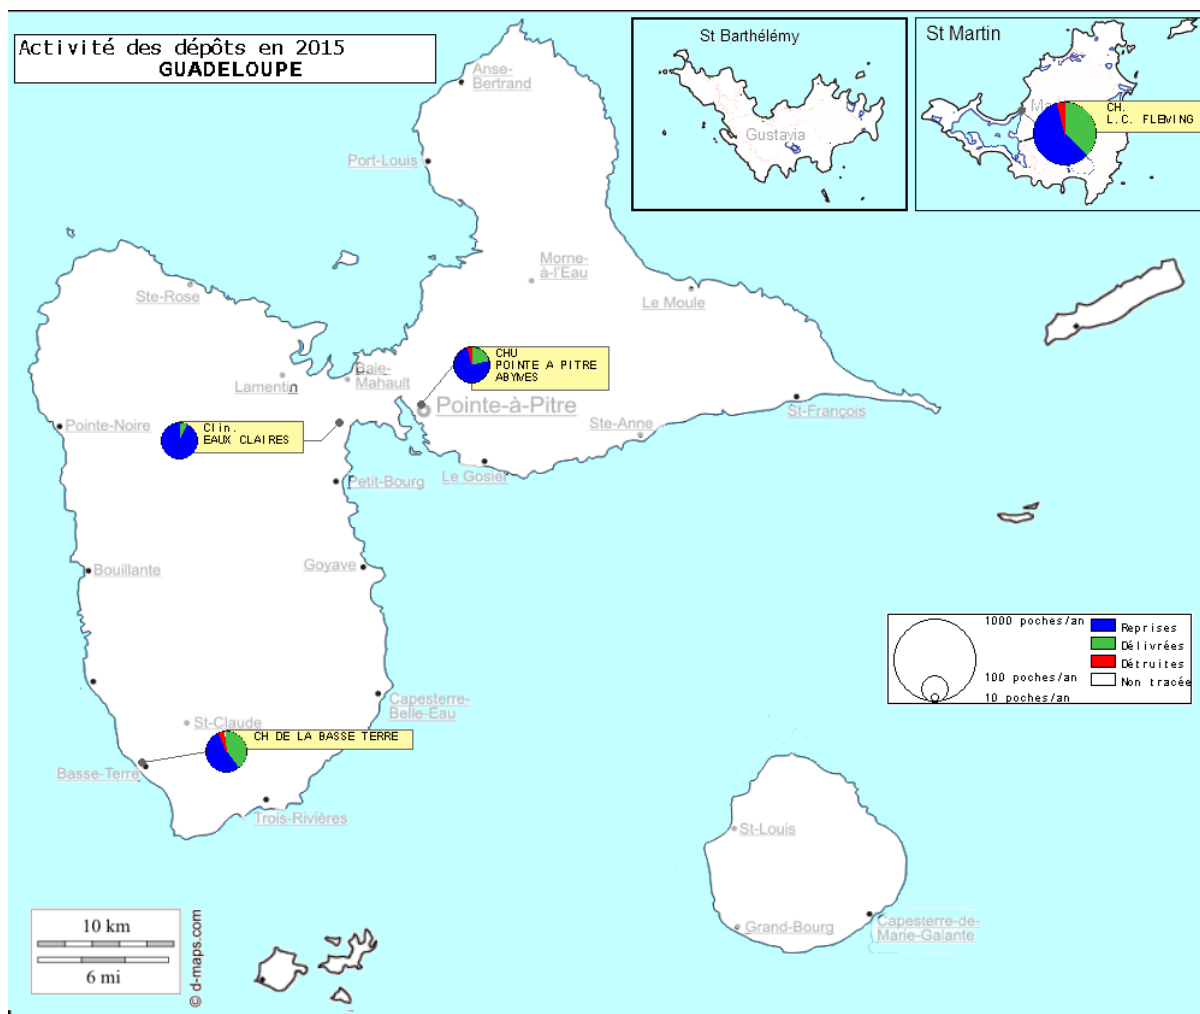 Activité des dépôts en 2015
GUADELOUPE
St Barthélémy
Gustavia
St Martin
CH.
L.C. FLEMING
Anse-
Bertrand
Port-Louis
Morne-
à-l'Eau
Le Moule
Ste-Rose
CHU
POINTE A PITRE
ABYMES
Baie-
Mahault
Lamentin
Pointe-à-Pitre
St-François
Ste-Anne
Clin.
EAUX CLAIRES
Pointe-Noire
Le Gosier
Petit-Bourg
Goyave
Bouillante
1000 poches/an
100 poches/an
10 poches/an
Reprises
Délivrées
Détruites
Non tracée
Capesterre-
Belle-Eau
St-Claude
CH DE LA BASSE TERRE
Basse-Terre
Trois-Rivières
St-Louis
Grand-Bourg
Capesterre-de-
Marie-Galante
10 km
6 mi
© d-maps.com